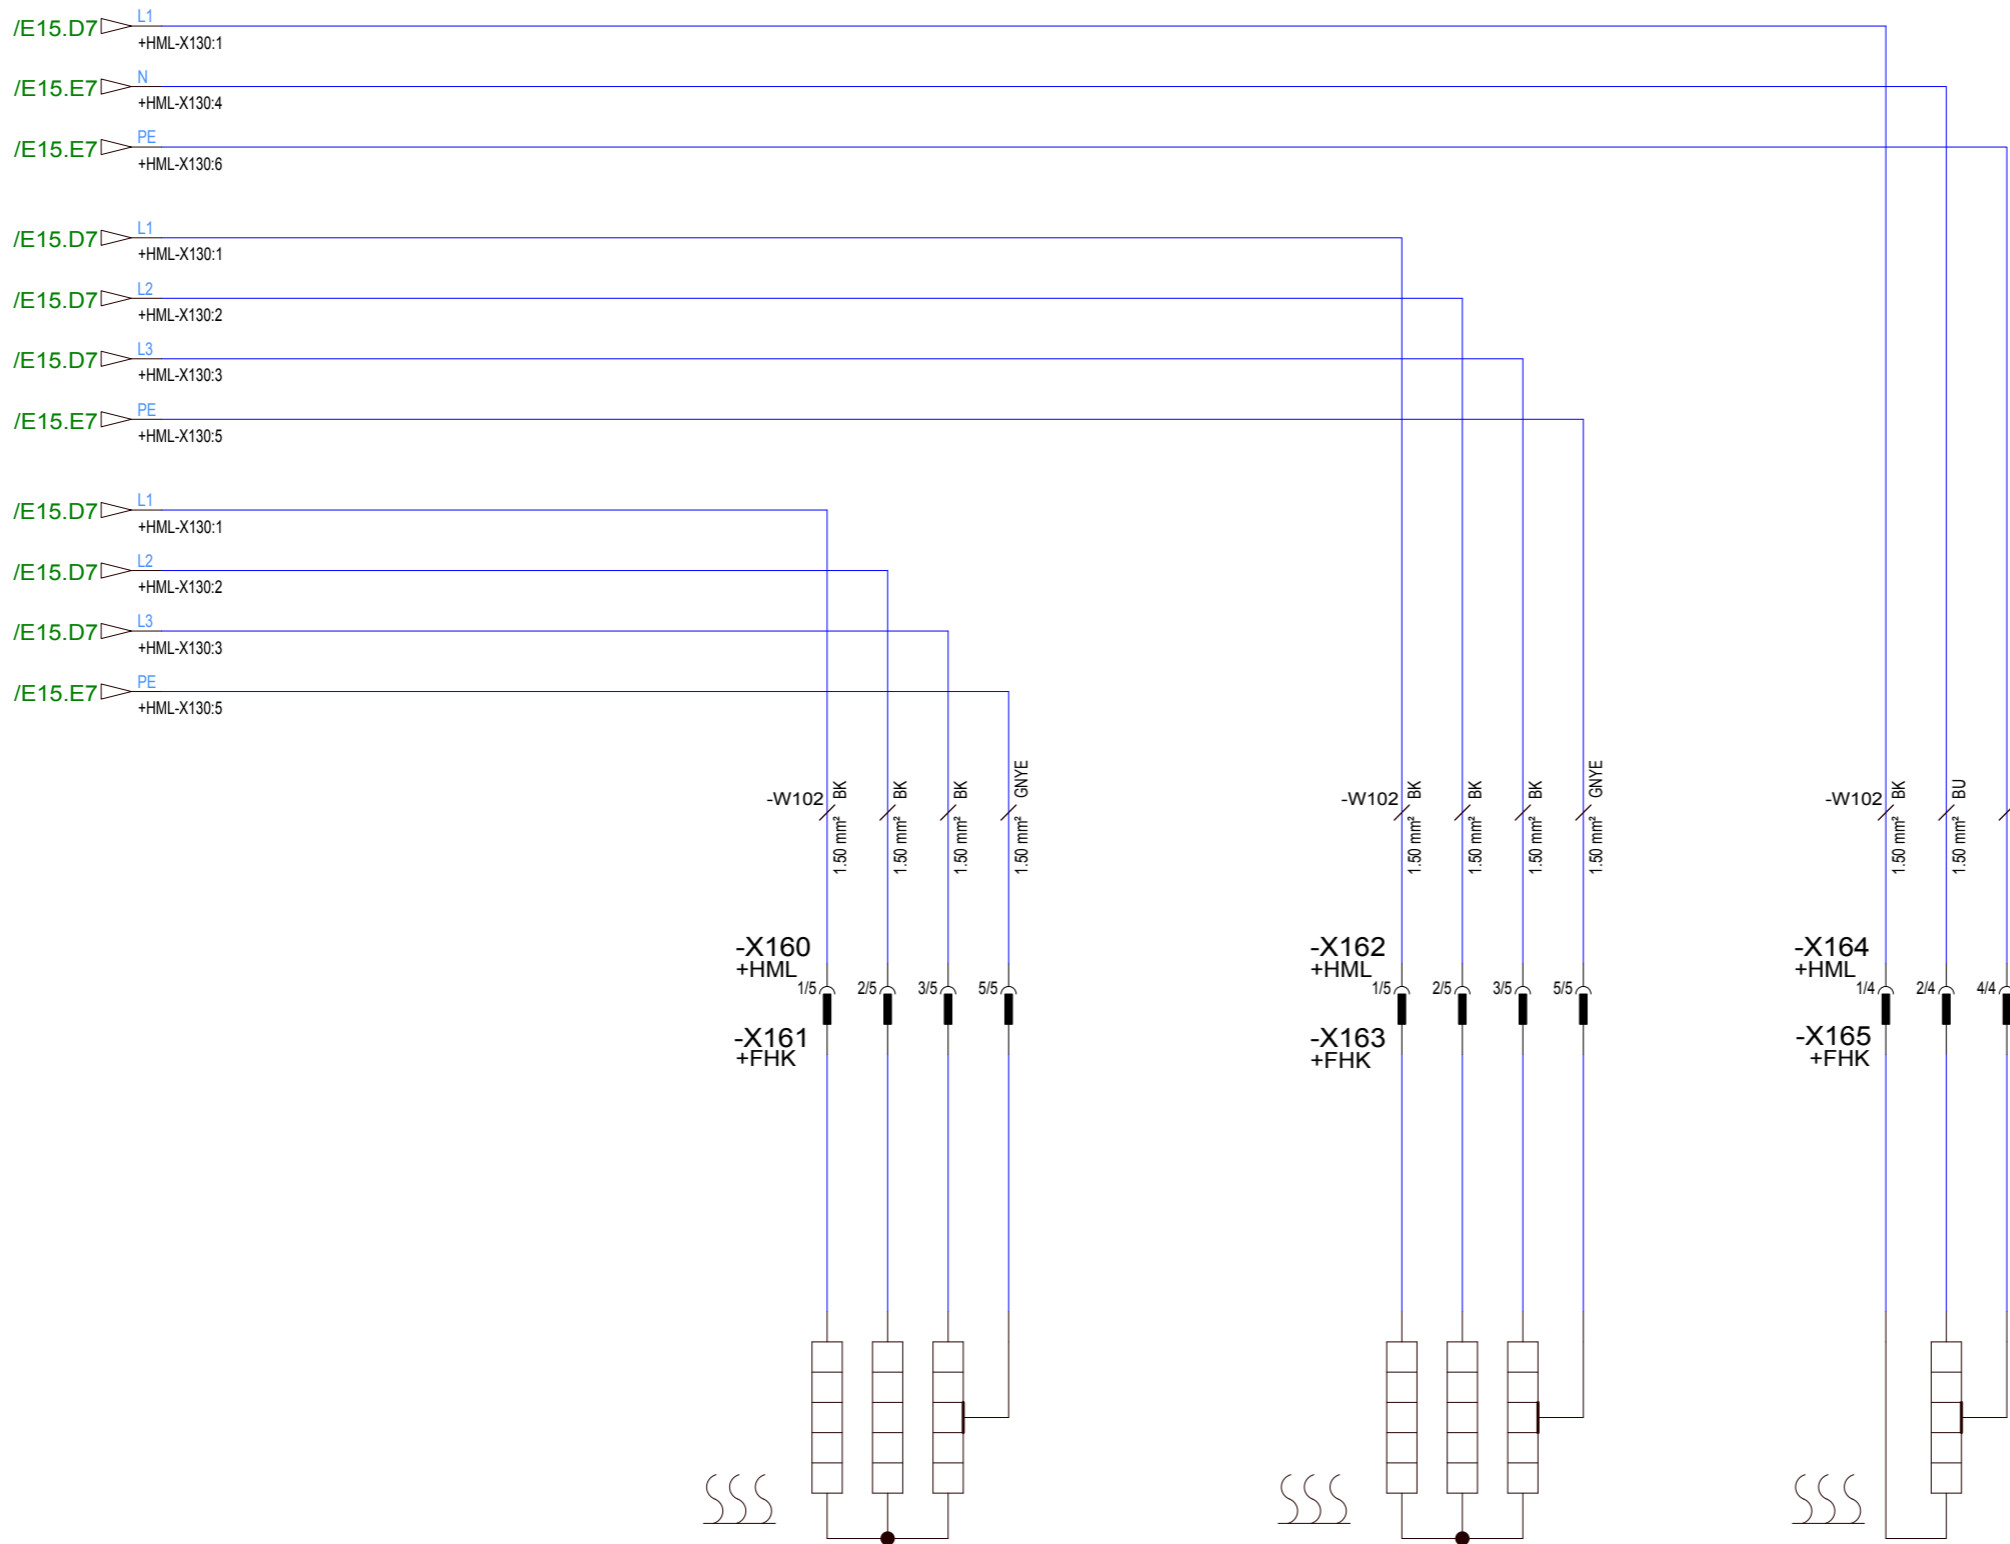 L1
/E15.D7
+HML-X130:1
N
/E15.E7
+HML-X130:4
PE
/E15.E7
+HML-X130:6
L1
/E15.D7
+HML-X130:1
L2
/E15.D7
+HML-X130:2
L3
/E15.D7
+HML-X130:3
PE
/E15.E7
+HML-X130:5
L1
/E15.D7
+HML-X130:1
L2
/E15.D7
+HML-X130:2
L3
/E15.D7
+HML-X130:3
PE
/E15.E7
+HML-X130:5
-W102
BK
1.50 mm²
BK
1.50 mm²
BK
1.50 mm²
GNYE
1.50 mm²
-W102
BK
1.50 mm²
BK
1.50 mm²
BK
1.50 mm²
GNYE
1.50 mm²
-W102
BK
1.50 mm²
BU
1.50 mm²
-X160
+HML
1/5 2/5 3/5 5/5
-X161
+FHK
-X162
+HML
1/5 2/5 3/5 5/5
-X163
+FHK
-X164
+HML
1/4 2/4 4/4
-X165
+FHK